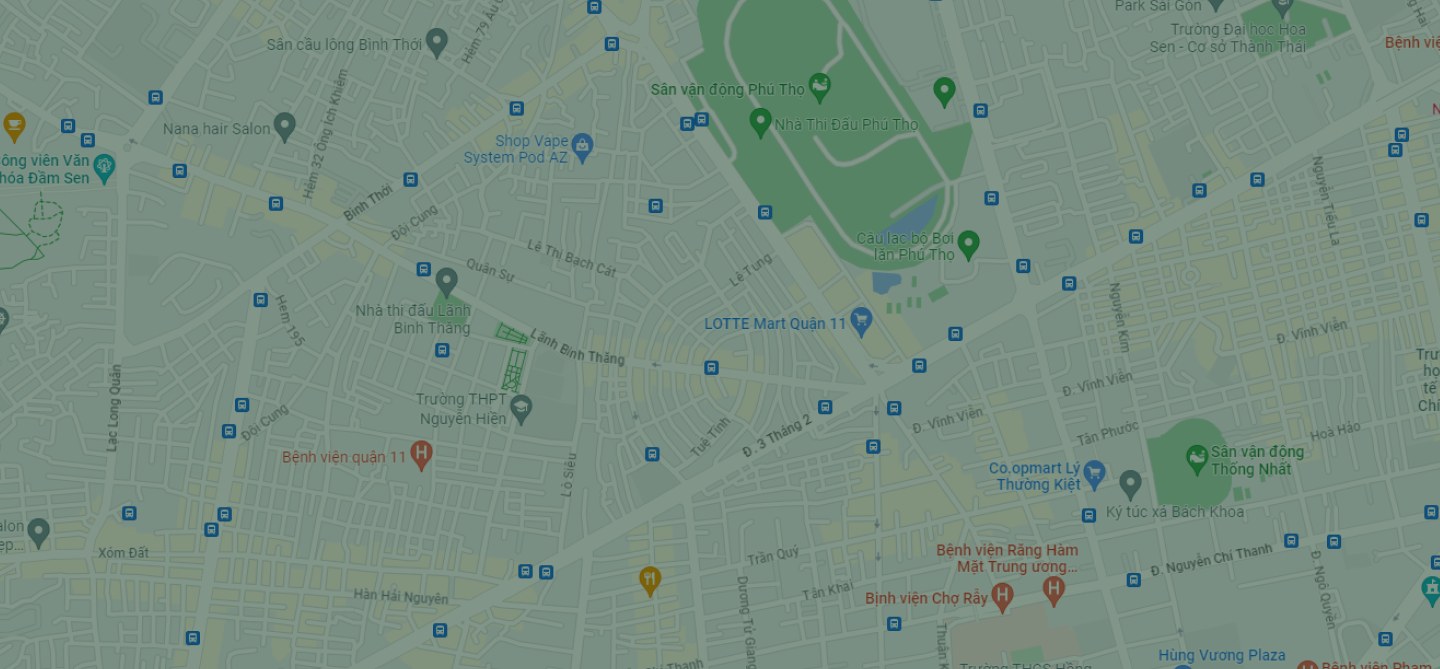 Park Sài Gòn
Sân cầu lông Bình Thới
Trường Đại học Hoa
Sen - Cơ sở Thành Thái
Hẻm 32 Ông Ích Khiêm
Sân vận động Phú Thọ
Nhà Thi Đấu Phú Thọ
Nana hair Salon
Shop Vape
System Pod AZ
ông viên Văn
hóa Đầm Sen
Bình Thới
Đội Cung
Nguyễn Tiểu La
Lê Thị Bạch Cát
Quân Sự
Lê Tung
Câu lạc bộ Bơi
lặn Phú Thọ
Nhà thi đấu Lãnh
Binh Thăng
Hẻm 195
Nguyễn Kim
LOTTE Mart Quận 11
Lãnh Binh Thăng
Đ. Vĩnh Viễn
Lạc Long Quân
Đ. Vĩnh Viễn
Trường THPT
Nguyễn Hiền
Đội Cung
Tuệ Tĩnh
Đ. 3 Tháng 2
Đ. Vĩnh Viễn
Tân Phước
Hoà Hảo
Bệnh viện quận 11
Lò Siêu
Co.opmart Lý
Thường Kiệt
Sân vận động
Thống Nhất
Ký túc xá Bách Khoa
Xóm Đất
Trần Quý
Bệnh viện Răng Hàm
Mặt Trung ương...
Đ. Nguyễn Chí Thanh
Hàn Hải Nguyên
Tân Khai
Bệnh viện Chợ Rẫy
Đ. Ngô Quyền
Dương Tử Giang
Hùng Vương Plaza